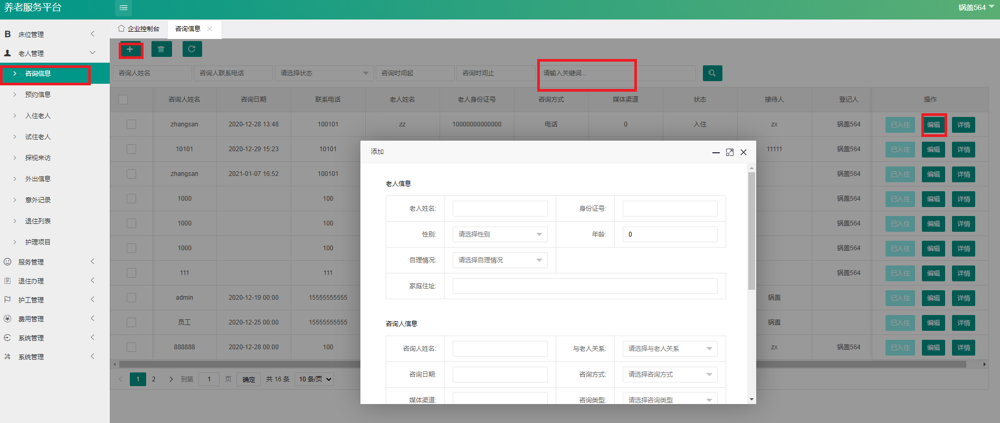 养老服务平台
锅盖564
床位管理
老人管理
咨询信息
预约信息
入住老人
试住老人
探视来访
外出信息
意外记录
退住列表
护理项目
服务管理
退住办理
护工管理
费用管理
系统管理
系统管理
企业控制台 咨询信息
咨询人姓名 咨询人联系电话 请选择状态 咨询时间起 咨询时间止 请输入关键词...
咨询人姓名 咨询日期 联系电话 老人姓名 老人身份证号 咨询方式 媒体渠道 状态 接待人 登记人 操作
zhangsan 2020-12-28 13:48 100101 zz 10000000000000 电话 0 入住 zx 锅盖564 已入住 编辑 详情
10101 2020-12-29 15:23 10101 11111 锅盖564 已入住 编辑 详情
zhangsan 2021-01-07 16:52 100101 锅盖564 已入住 编辑 详情
1000 100 锅盖564 已入住 编辑 详情
1000 100 锅盖564 已入住 编辑 详情
1000 100 锅盖564 已入住 编辑 详情
111 111 锅盖564 已入住 编辑 详情
admin 2020-12-19 00:00 15555555555 锅盖 已入住 编辑 详情
员工 2020-12-25 00:00 15555555555 锅盖 已入住 编辑 详情
888888 2020-12-28 00:00 100 zx 锅盖564 已入住 编辑 详情
1 2 到第 1 页 确定 共 16 条 10 条/页
添加
老人信息
老人姓名: 身份证号:
性别: 请选择性别 年龄: 0
自理情况: 请选择自理情况
家庭住址:
咨询人信息
咨询人姓名: 与老人关系: 请选择与老人关系
咨询日期: 咨询方式: 请选择咨询方式
媒体渠道: 咨询类型: 请选择咨询类型